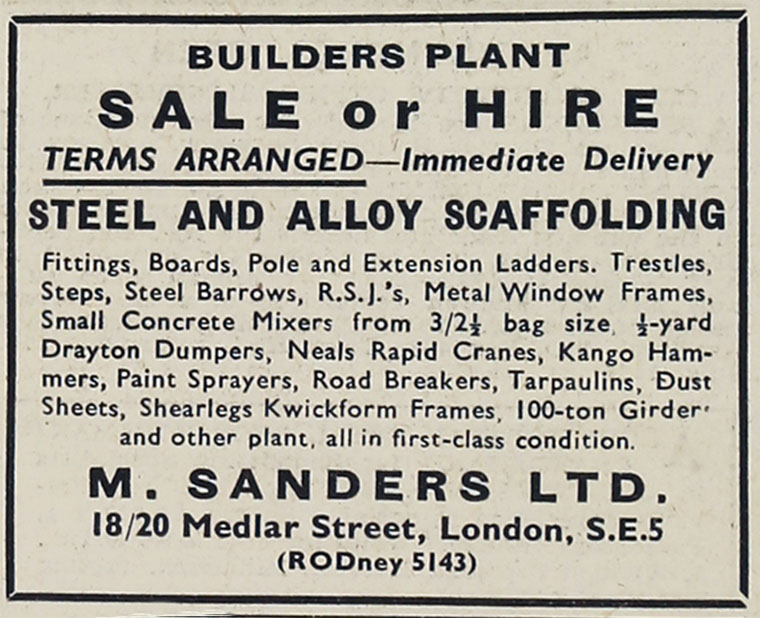 BUILDERS PLANT
SALE or HIRE
TERMS ARRANGED—Immediate Delivery
STEEL AND ALLOY SCAFFOLDING
Fittings, Boards, Pole and Extension Ladders. Trestles,
Steps, Steel Barrows, R.S.J.'s, Metal Window Frames,
Small Concrete Mixers from 3/2½ bag size, ½-yard
Drayton Dumpers, Neals Rapid Cranes, Kango Ham-
mers, Paint Sprayers, Road Breakers, Tarpaulins, Dust
Sheets, Shearlegs Kwickform Frames, 100-ton Girder
and other plant, all in first-class condition.
M. SANDERS LTD.
18/20 Medlar Street, London, S.E.5
(RODney 5143)